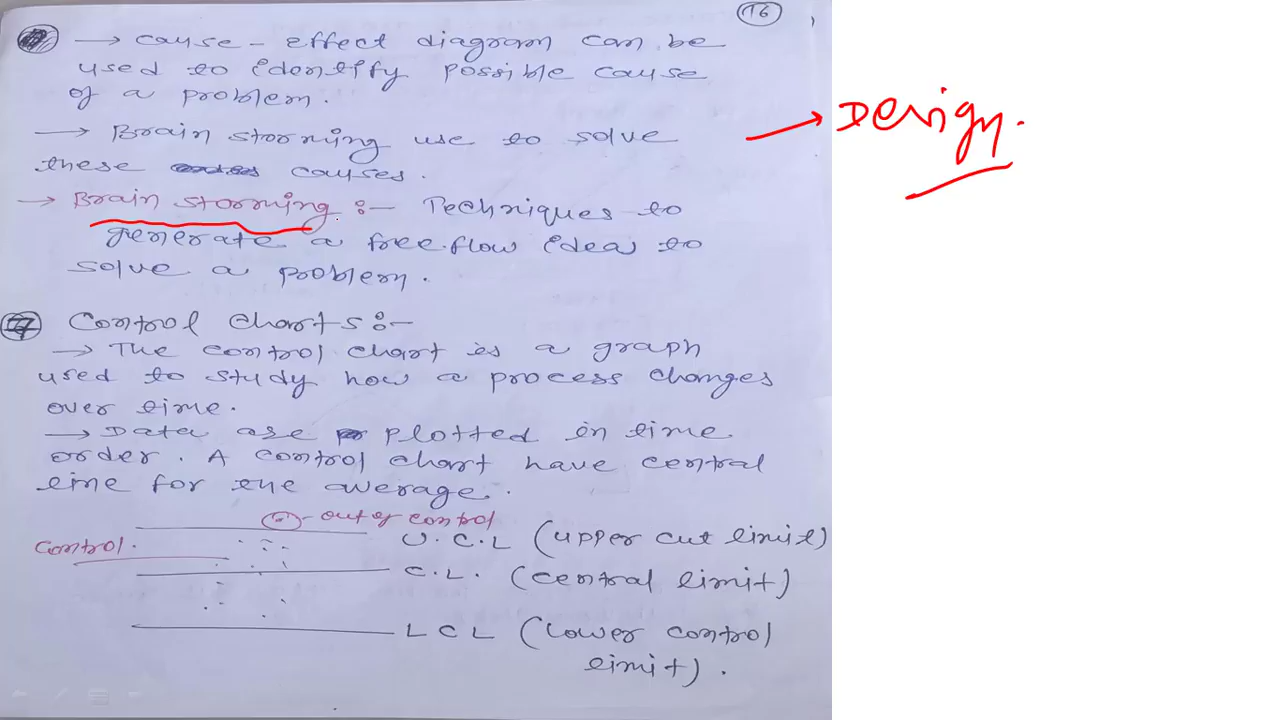 16
→ cause - effect diagram can be
used to identify possible cause
of a problem.
→ Brain storming use to solve
these causes.
→ Brain storming :- Techniques to
generate a free flow idea to
solve a problem.
7 Control charts :-
→ The control chart is a graph
used to study how a process changes
over time.
→ Data are plotted in time
order. A control chart have central
line for the average.
- out of control
control.
U.C.L (upper cut limit)
C.L. (central limit)
L C L (lower control
limit).
→ Design.